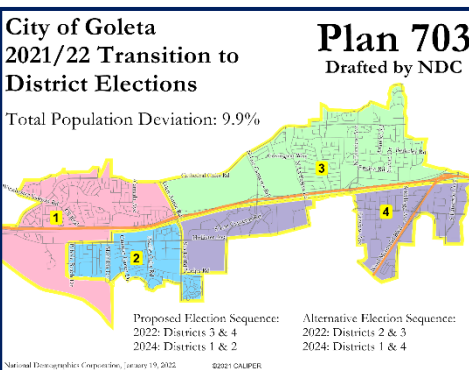 City of Goleta
2021/22 Transition to
District Elections
Plan 703
Drafted by NDC
Total Population Deviation: 9.9%
3
1
4
2
Proposed Election Sequence:
2022: Districts 3 & 4
2024: Districts 1 & 2
Alternative Election Sequence:
2022: Districts 2 & 3
2024: Districts 1 & 4
National Demographics Corporation, January 19, 2022
©2021 CALIPER